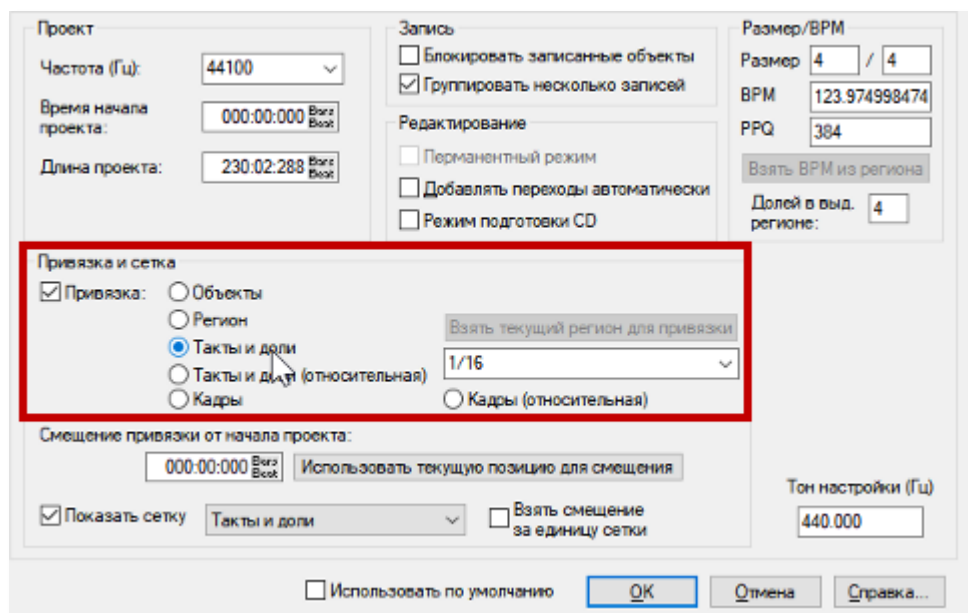 Проект
Частота (Гц):
44100
Время начала
проекта:
000:00:000 Bars
Beat
Длина проекта:
230:02:288 Bars
Beat
Запись
Блокировать записанные объекты
Группировать несколько записей
Редактирование
Перманентный режим
Добавлять переходы автоматически
Режим подготовки CD
Размер/BPM
Размер 4 / 4
BPM 123.974998474
PPQ 384
Взять BPM из региона
Долей в выд. 4
регионе:
Привязка и сетка
Привязка:
Объекты
Регион
Такты и доли
Такты и доли (относительная)
Кадры
Взять текущий регион для привязки
1/16
Кадры (относительная)
Смещение привязки от начала проекта:
000:00:000 Bars
Beat
Использовать текущую позицию для смещения
Показать сетку
Такты и доли
Взять смещение
за единицу сетки
Тон настройки (Гц)
440.000
Использовать по умолчанию
OK
Отмена
Справка...